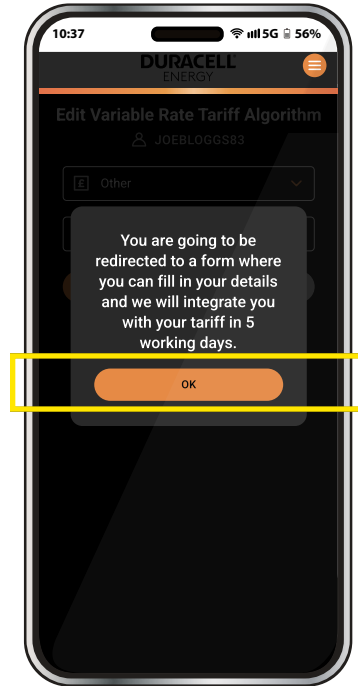 10:37 5G 56%
DURACELL
ENERGY
Edit Variable Rate Tariff Algorithm
JOEBLOGGS83
E Other
You are going to be
redirected to a form where
you can fill in your details
and we will integrate you
with your tariff in 5
working days.
OK